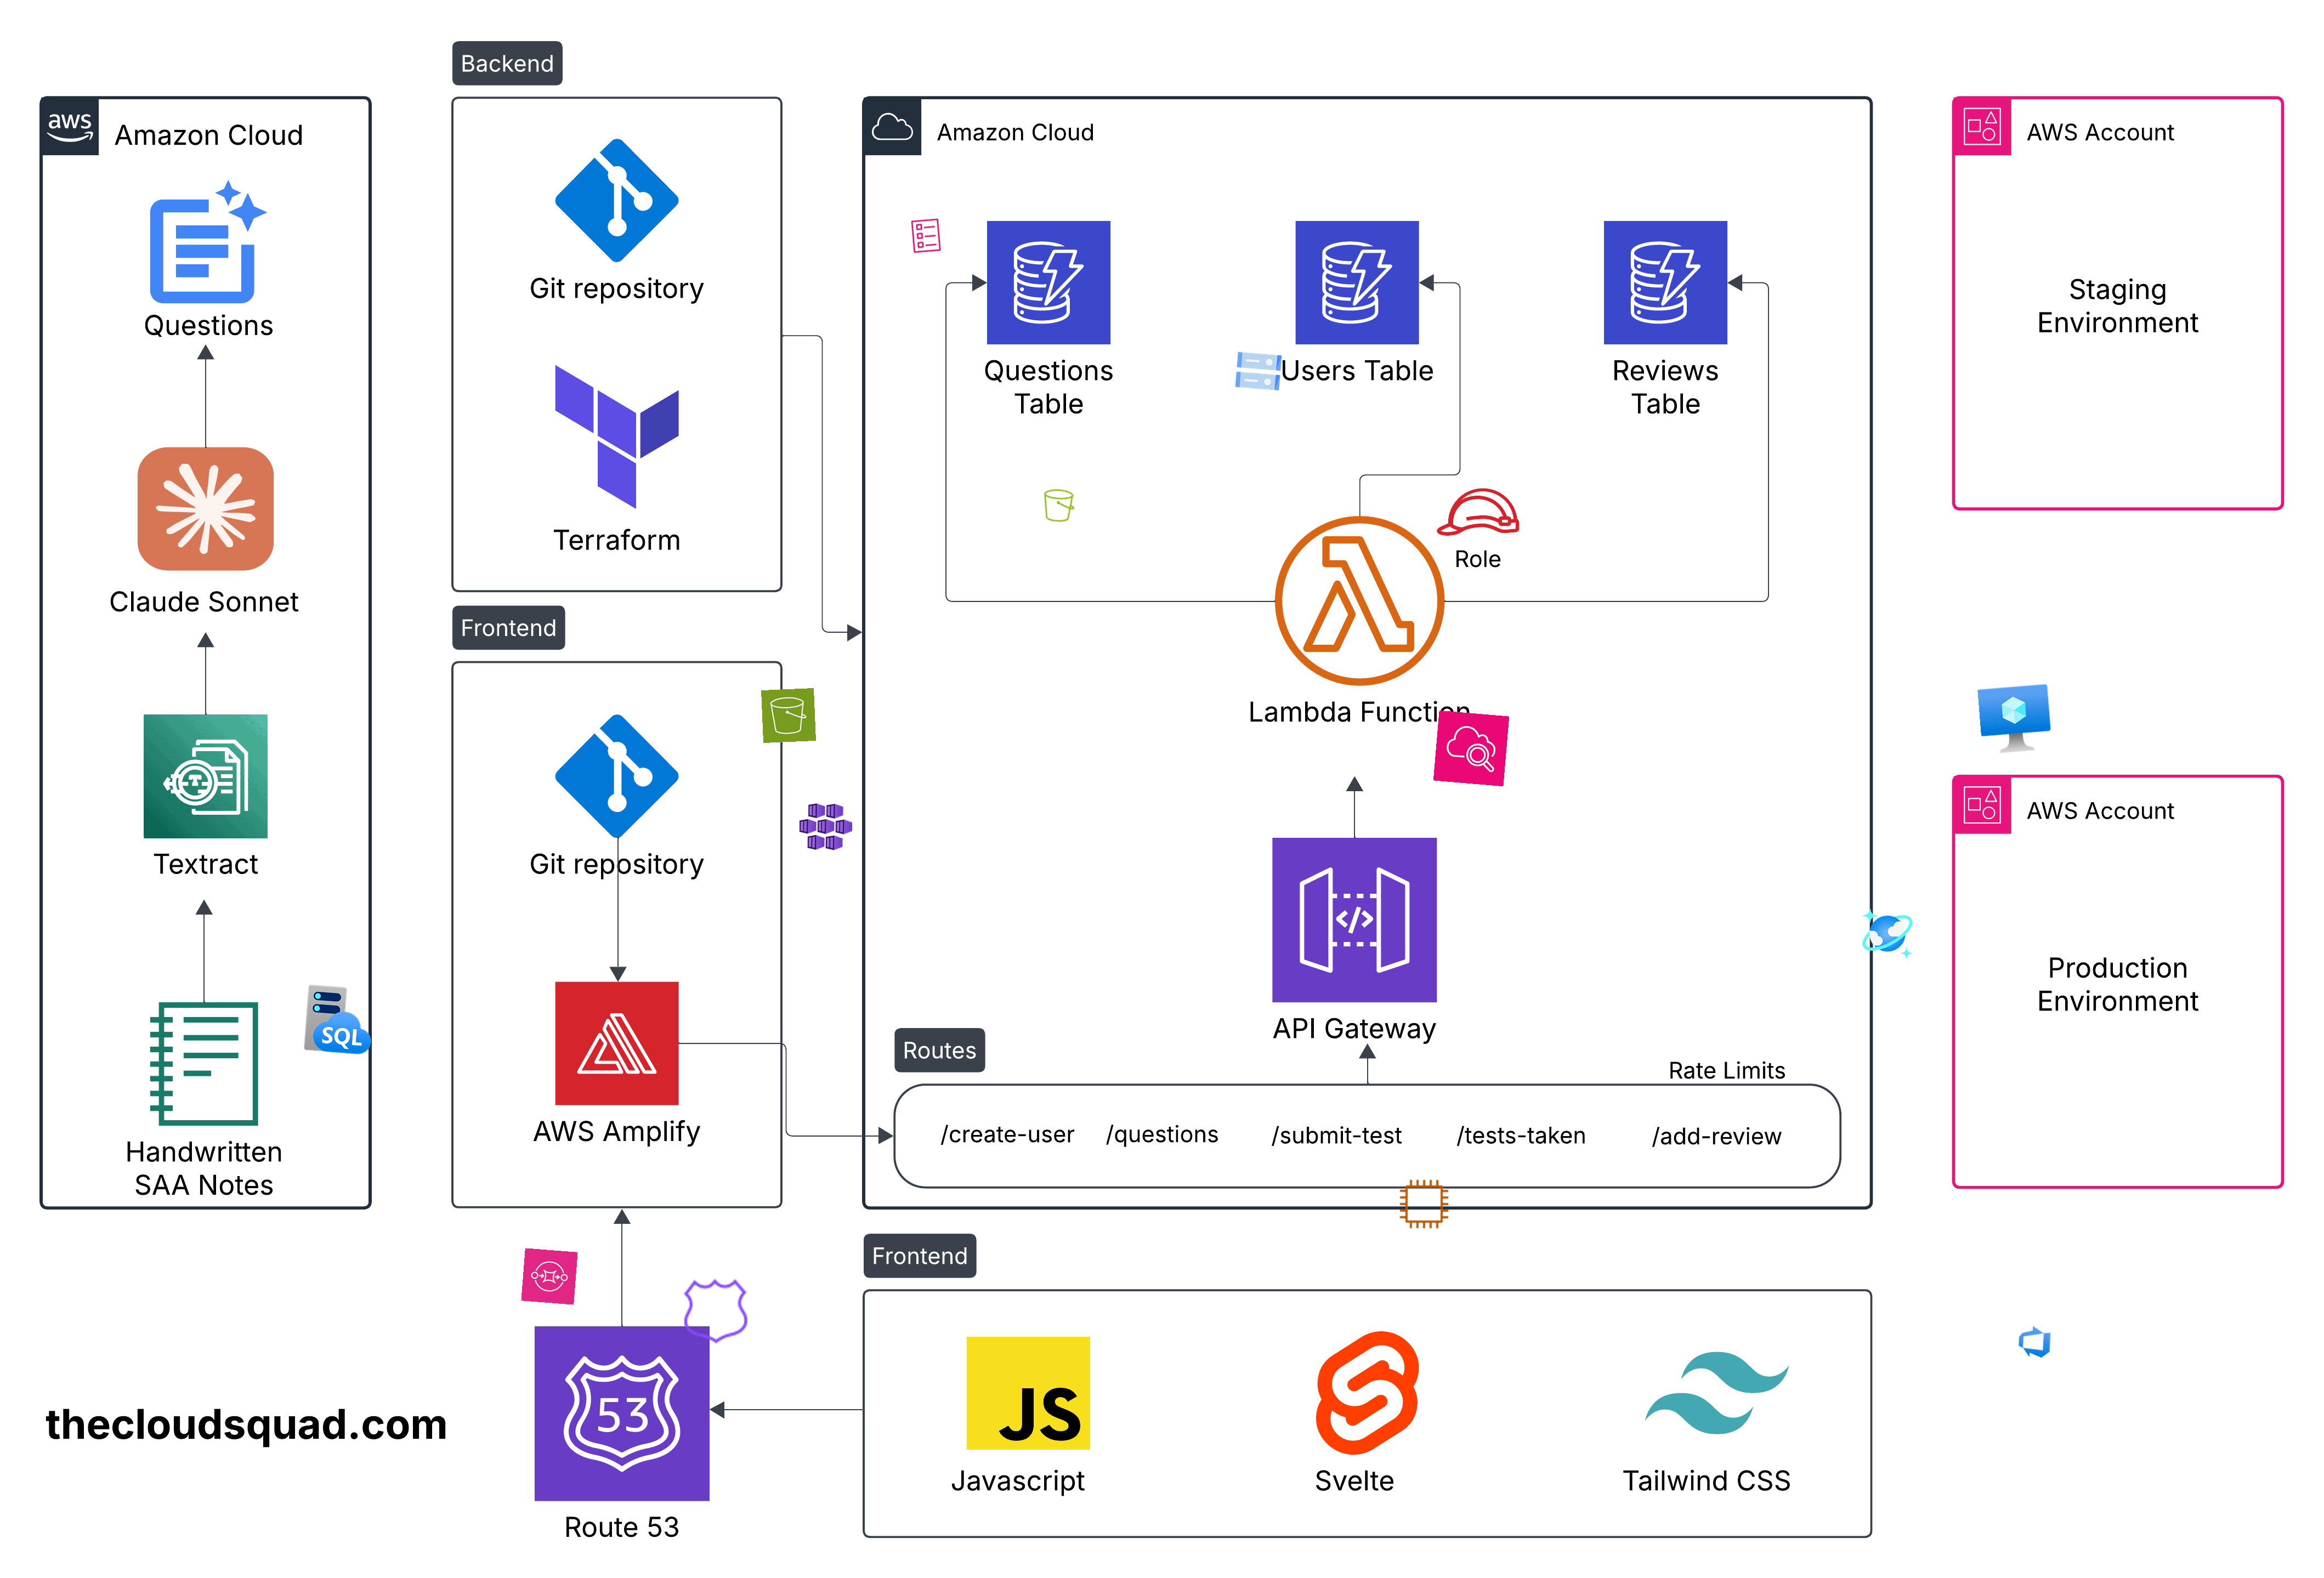 Backend
aws
Amazon Cloud
Questions
Claude Sonnet
Textract
Handwritten
SAA Notes
SQL
Git repository
Terraform
Frontend
Git repository
AWS Amplify
Amazon Cloud
Questions
Table
Users Table
Reviews
Table
Role
Lambda Function
API Gateway
Routes
Rate Limits
/create-user
/questions
/submit-test
/tests-taken
/add-review
AWS Account
Staging
Environment
AWS Account
Production
Environment
thecloudsquad.com
53
Route 53
Frontend
JS
Javascript
Svelte
Tailwind CSS